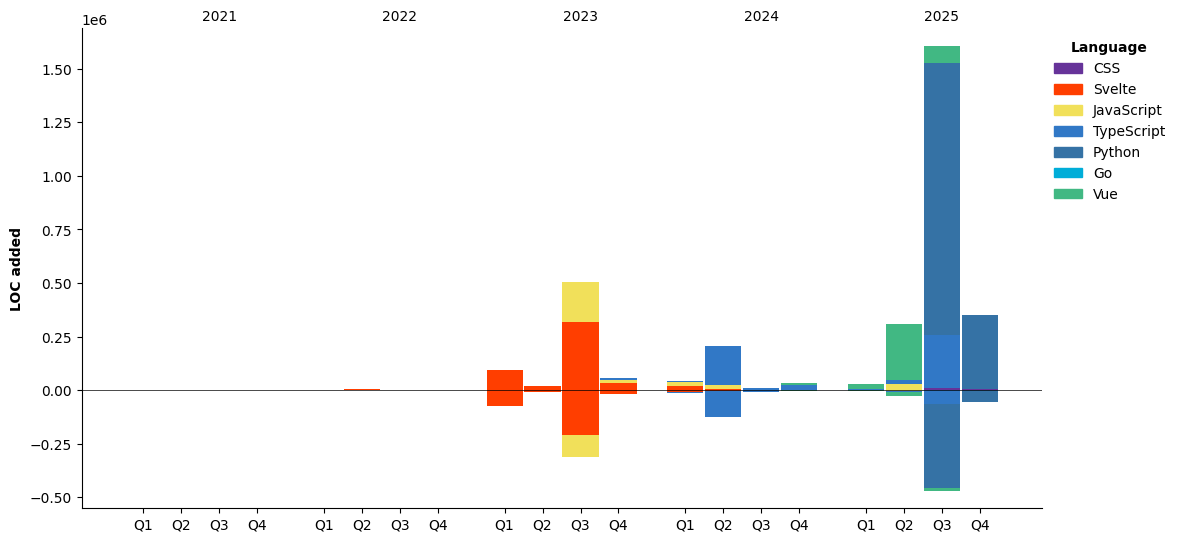 2021 2022 2023 2024 2025
1e6
Language
CSS
Svelte
JavaScript
TypeScript
Python
Go
Vue
LOC added
1.50
1.25
1.00
0.75
0.50
0.25
0.00
−0.25
−0.50
Q1 Q2 Q3 Q4 Q1 Q2 Q3 Q4 Q1 Q2 Q3 Q4 Q1 Q2 Q3 Q4 Q1 Q2 Q3 Q4